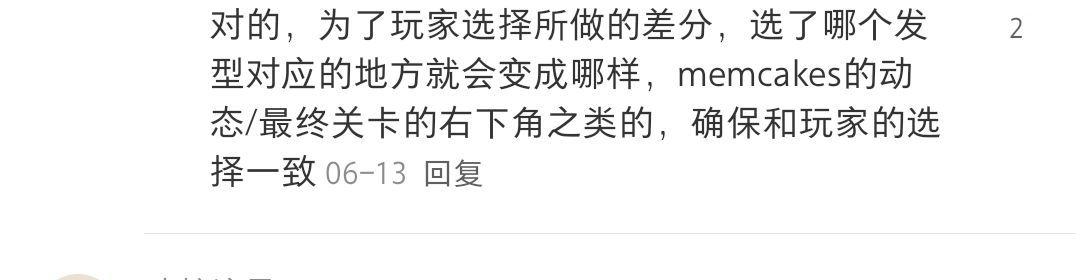 对的，为了玩家选择所做的差分，选了哪个发
2
型对应的地方就会变成哪样，memcakes的动
态/最终关卡的右下角之类的，确保和玩家的选
择一致 06-13 回复